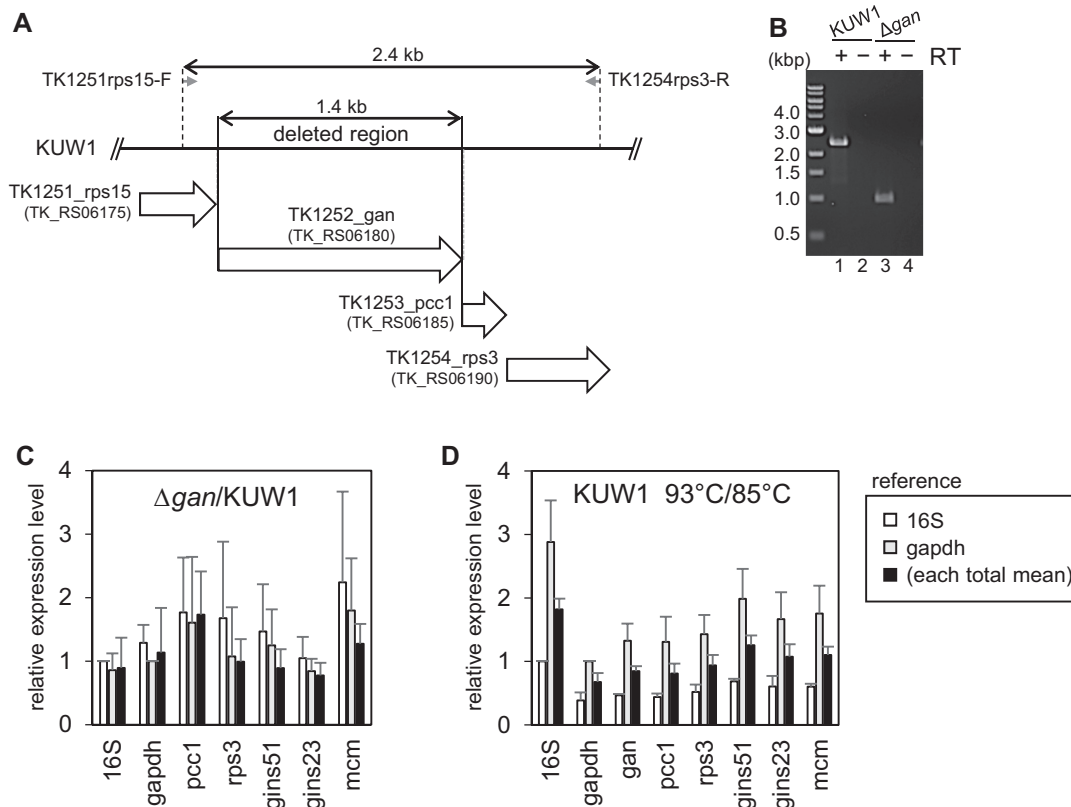 A
2.4 kb
TK1251rps15-F
TK1254rps3-R
1.4 kb
deleted region
KUW1
TK1251_rps15
(TK_RS06175)
TK1252_gan
(TK_RS06180)
TK1253_pcc1
(TK_RS06185)
TK1254_rps3
(TK_RS06190)
B
KUW1 Δgan
(kbp) + − + − RT
4.0
3.0
2.0
1.5
1.0
0.5
1 2 3 4
C
Δgan/KUW1
relative expression level
4
3
2
1
0
16S gapdh pcc1 rps3 gins51 gins23 mcm
D
KUW1 93°C/85°C
relative expression level
4
3
2
1
0
16S gapdh gan pcc1 rps3 gins51 gins23 mcm
reference
16S
gapdh
(each total mean)